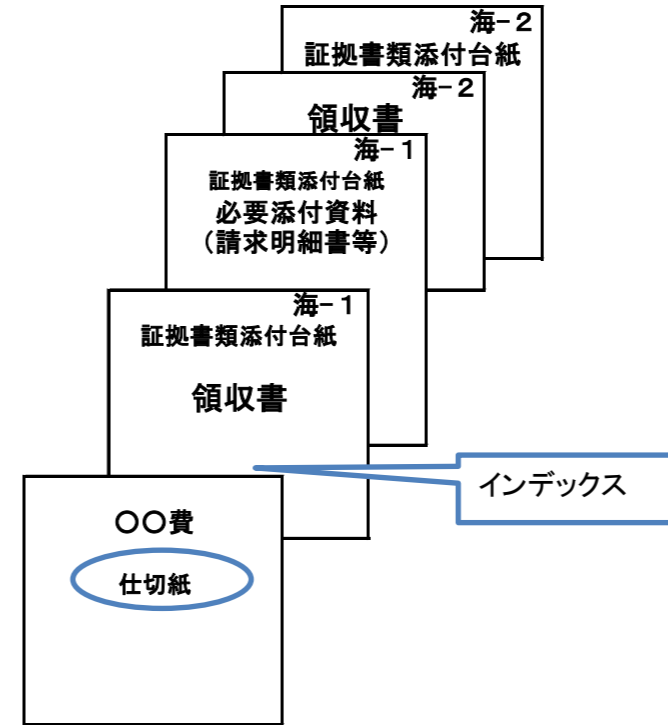 海-2
証拠書類添付台紙
海-2
領収書
海-1
証拠書類添付台紙
必要添付資料
（請求明細書等）
海-1
証拠書類添付台紙
領収書
インデックス
〇〇費
仕切紙